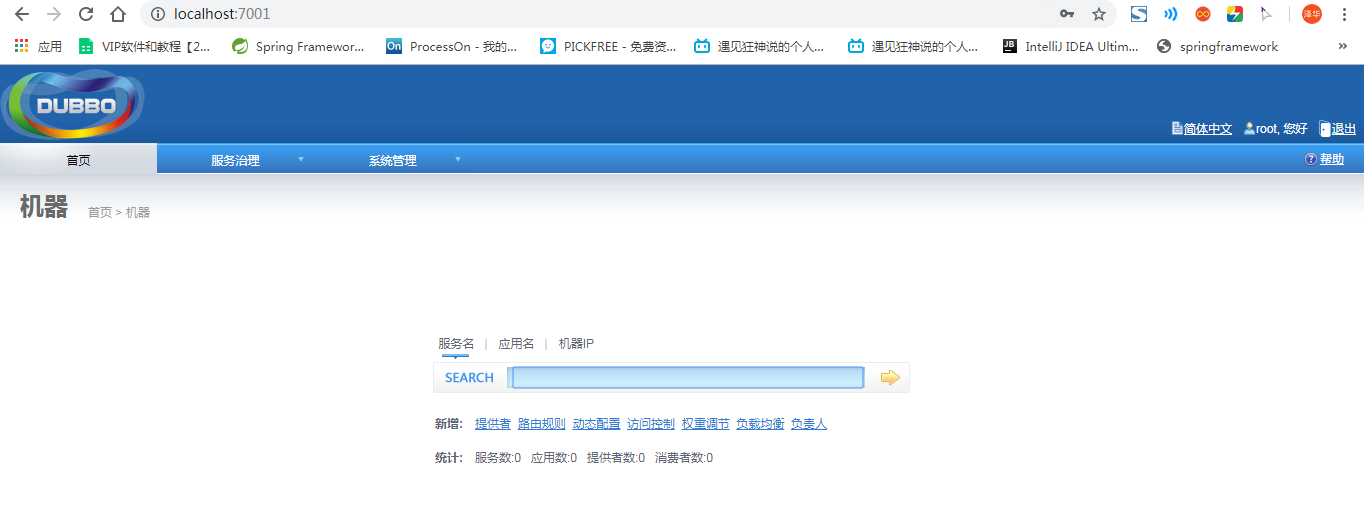 localhost:7001
泽华
应用 VIP软件和教程【2... Spring Framewor... On ProcessOn - 我的... PICKFREE - 免费资... 遇见狂神说的个人... 遇见狂神说的个人... JB IntelliJ IDEA Ultim... springframework »
DUBBO
简体中文 root, 您好 退出
首页 服务治理 系统管理 帮助
机器 首页 > 机器
服务名 | 应用名 | 机器IP
SEARCH
新增: 提供者 路由规则 动态配置 访问控制 权重调节 负载均衡 负责人
统计: 服务数:0 应用数:0 提供者数:0 消费者数:0